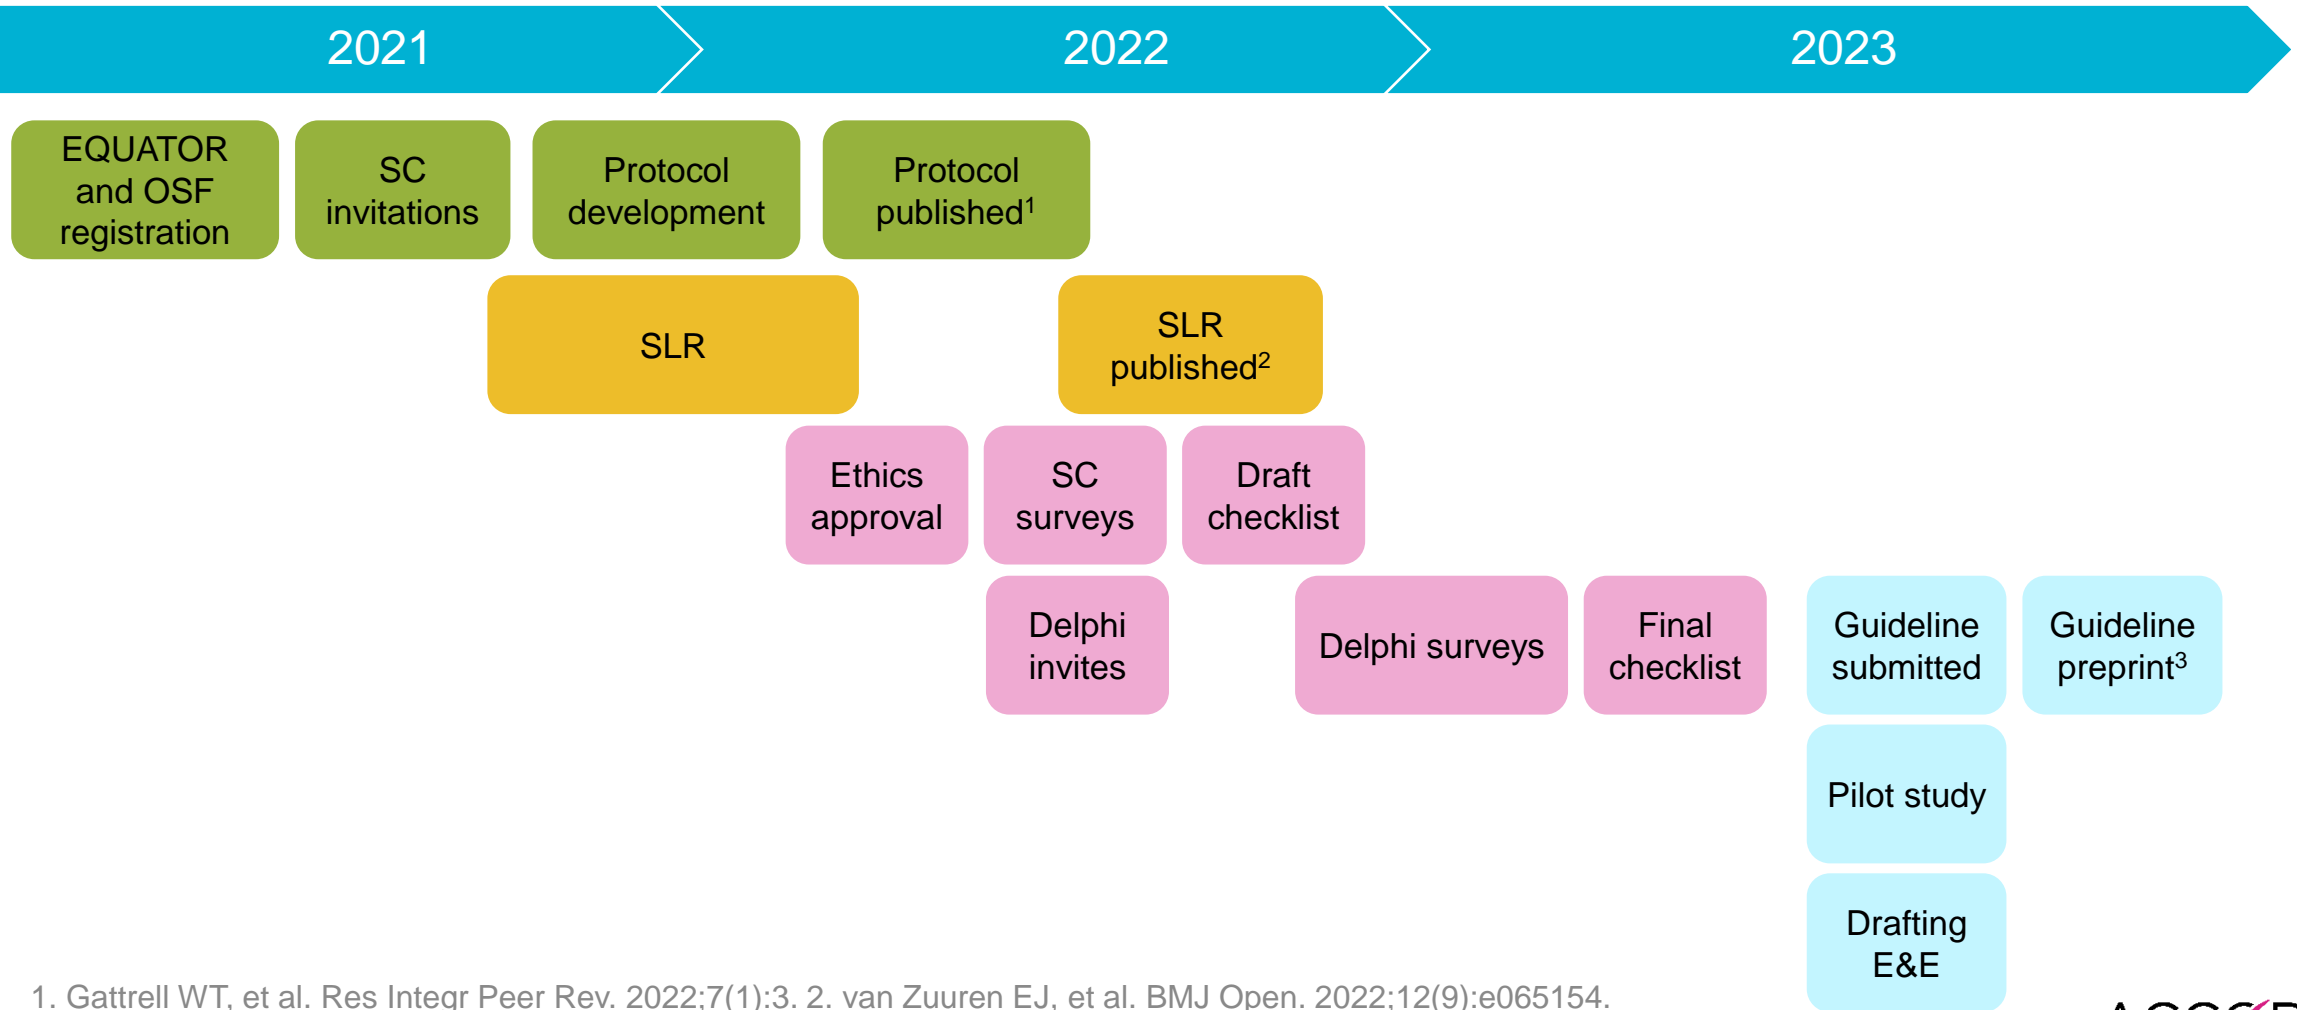 2021
2022
2023
EQUATOR
and OSF
registration
SC
invitations
Protocol
development
Protocol
published1
SLR
SLR
published2
Ethics
approval
SC
surveys
Draft
checklist
Delphi
invites
Delphi surveys
Final
checklist
Guideline
submitted
Guideline
preprint3
Pilot study
Drafting
E&E
1. Gattrell WT, et al. Res Integr Peer Rev. 2022;7(1):3. 2. van Zuuren EJ, et al. BMJ Open. 2022;12(9):e065154.